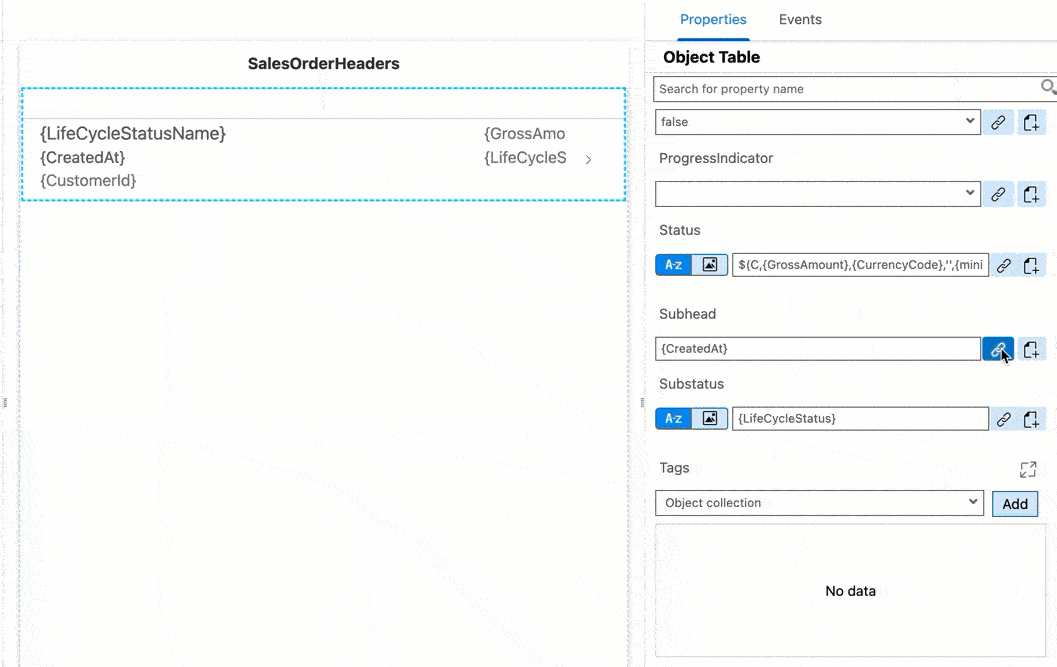 Properties Events
SalesOrderHeaders
Object Table
Search for property name
false
{LifeCycleStatusName} {GrossAmo
{CreatedAt} {LifeCycleS
{CustomerId}
ProgressIndicator
Status
A-z $(C,{GrossAmount},{CurrencyCode},'',{mini
Subhead
{CreatedAt}
Substatus
A-z {LifeCycleStatus}
Tags
Object collection Add
No data